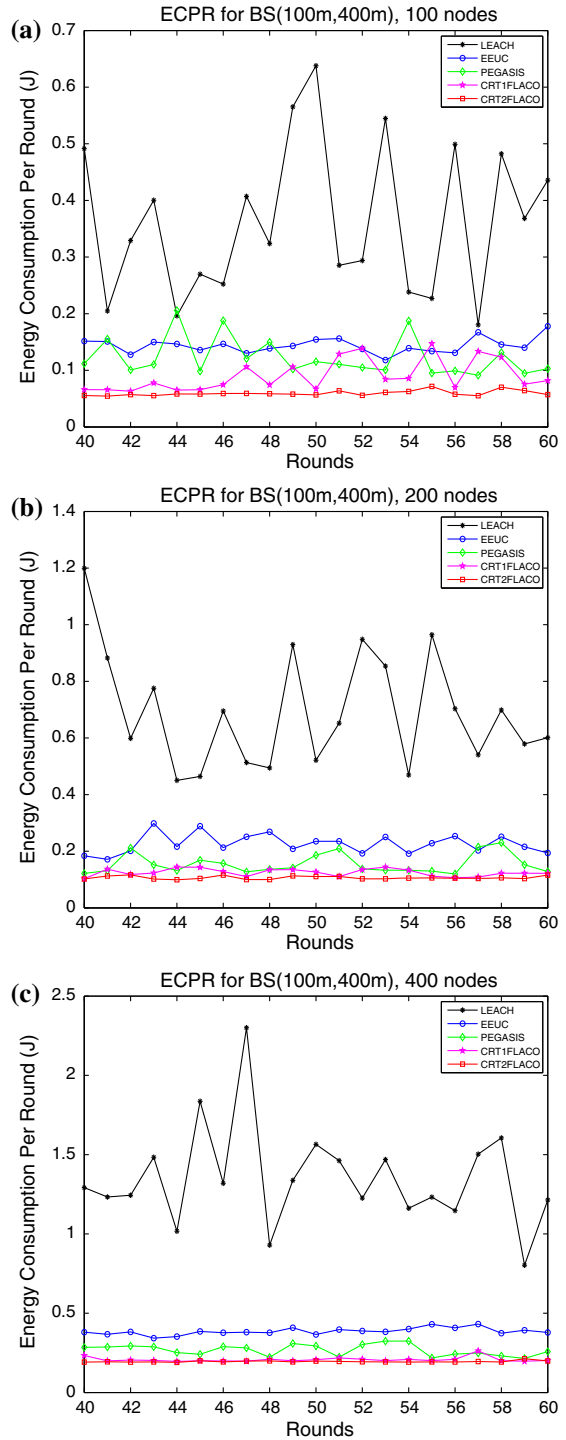 (a)
ECPR for BS(100m,400m), 100 nodes
0.7
0.6
0.5
0.4
0.3
0.2
0.1
0
Energy Consumption Per Round (J)
LEACH
EEUC
PEGASIS
CRT1FLACO
CRT2FLACO
40 42 44 46 48 50 52 54 56 58 60
Rounds
(b)
ECPR for BS(100m,400m), 200 nodes
1.4
1.2
1
0.8
0.6
0.4
0.2
0
Energy Consumption Per Round (J)
LEACH
EEUC
PEGASIS
CRT1FLACO
CRT2FLACO
40 42 44 46 48 50 52 54 56 58 60
Rounds
(c)
ECPR for BS(100m,400m), 400 nodes
2.5
2
1.5
1
0.5
0
Energy Consumption Per Round (J)
LEACH
EEUC
PEGASIS
CRT1FLACO
CRT2FLACO
40 42 44 46 48 50 52 54 56 58 60
Rounds